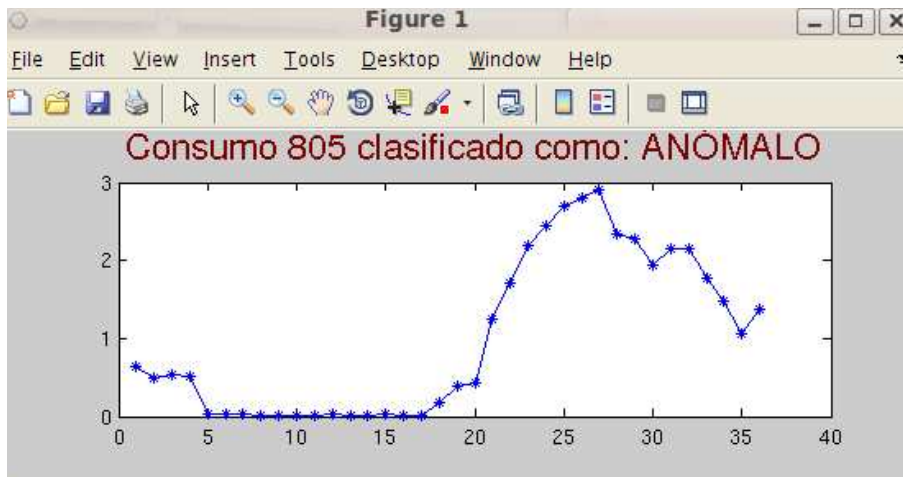 Figure 1
File Edit View Insert Tools Desktop Window Help
Consumo 805 clasificado como: ANÓMALO
3
2
1
0
0 5 10 15 20 25 30 35 40